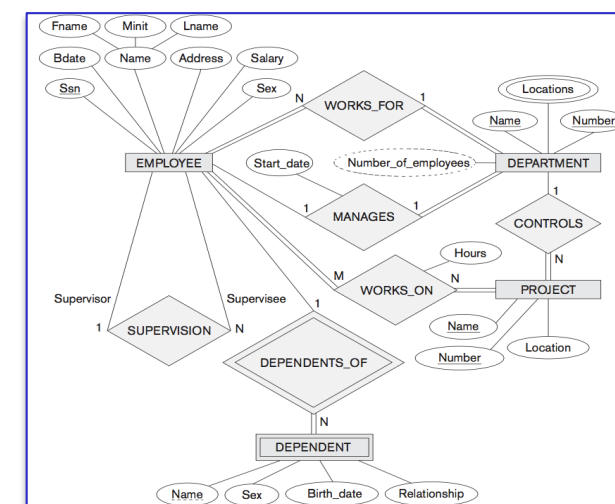 Fname Minit Lname
Bdate Name Address Salary
Ssn Sex
Locations
N WORKS_FOR 1
Name Number
EMPLOYEE Start_date Number_of_employees DEPARTMENT
1 MANAGES 1
1
CONTROLS
Hours
M WORKS_ON N
N
PROJECT
Supervisor Supervisee
1 SUPERVISION N
1
Name
Number Location
DEPENDENTS_OF
N
DEPENDENT
Name Sex Birth_date Relationship